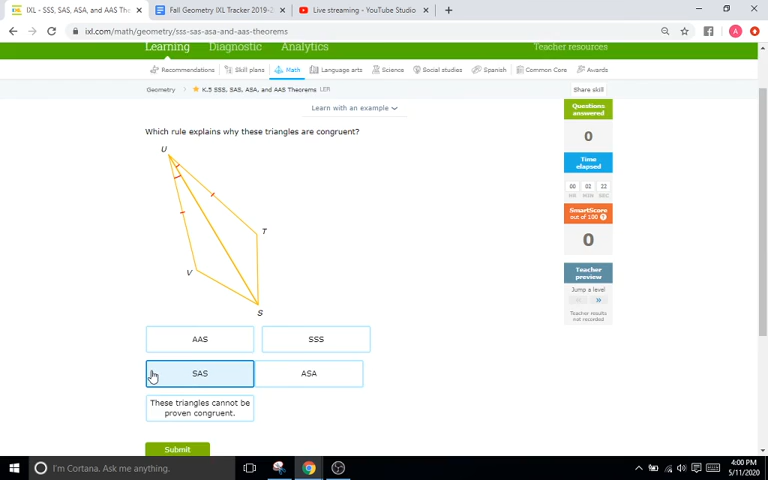 IXL - SSS, SAS, ASA, and AAS Th
Fall Geometry IXL Tracker 2019-2
Live streaming - YouTube Studio
ixl.com/math/geometry/sss-sas-asa-and-aas-theorems
A
Learning Diagnostic Analytics Teacher resources
Recommendations Skill plans Math Language arts Science Social studies Spanish Common Core Awards
Geometry > K.5 SSS, SAS, ASA, and AAS Theorems LER
Share skill
Learn with an example
Which rule explains why these triangles are congruent?
U
T
V
S
AAS
SSS
SAS
ASA
These triangles cannot be
proven congruent.
Submit
Questions
answered
0
Time
elapsed
00 02 22
HR MIN SEC
SmartScore
out of 100
0
Teacher
preview
Jump a level
Teacher results
not recorded
I'm Cortana. Ask me anything.
4:00 PM
5/11/2020